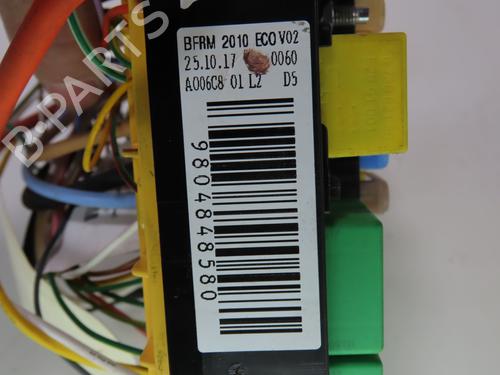 BFRM 2010 ECO V02
25.10.17 0060
A006C8 01 L2 D5
9804848580
B-PARTS